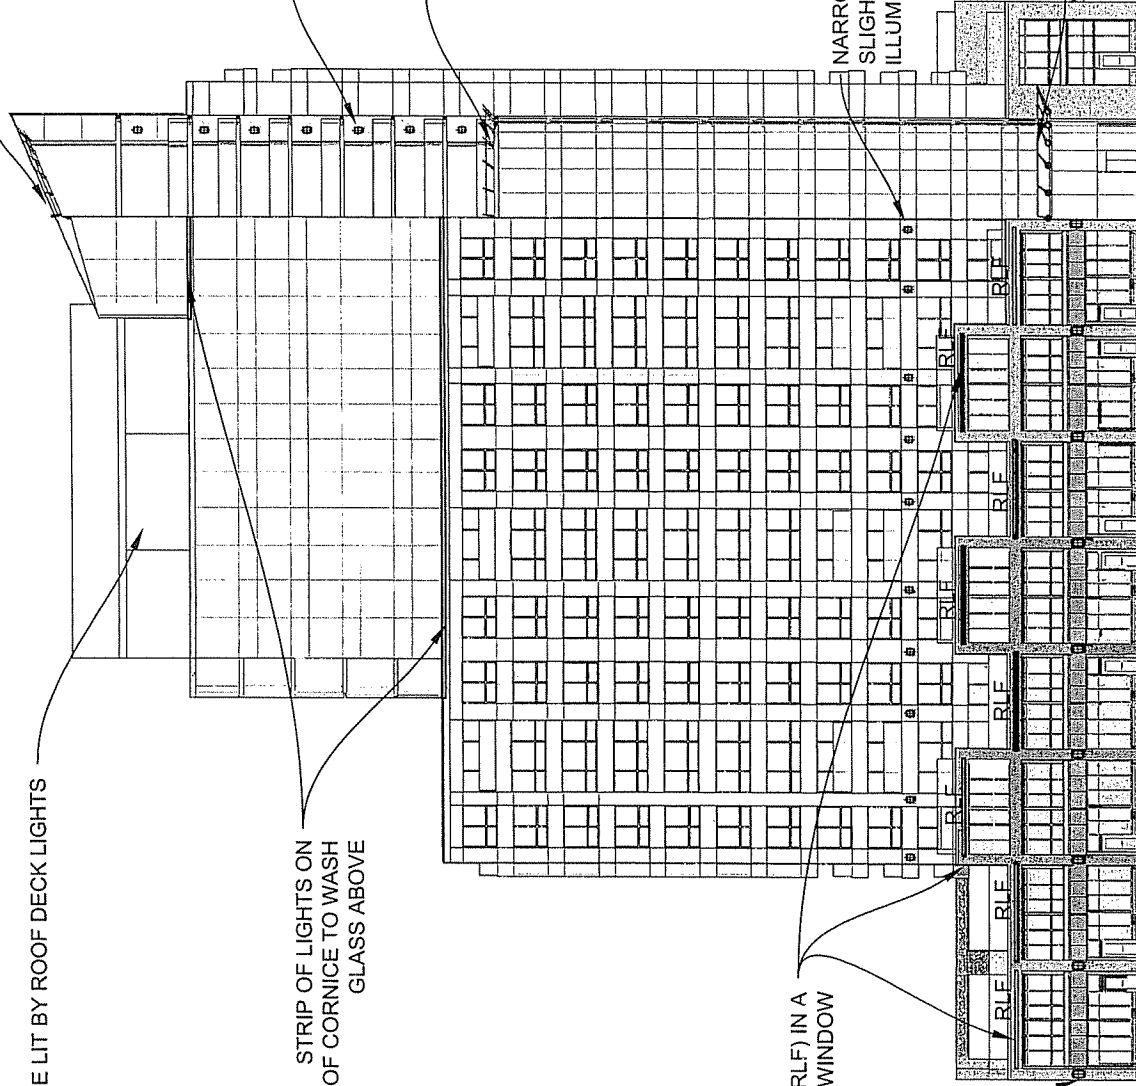 E LIT BY ROOF DECK LIGHTS
STRIP OF LIGHTS ON
OF CORNICE TO WASH
GLASS ABOVE
RLF) IN A
WINDOW
NARRO
SLIGH
ILLUM
RLF
RLF
RLF
RLF
RLF
RLF
RLF
RLF